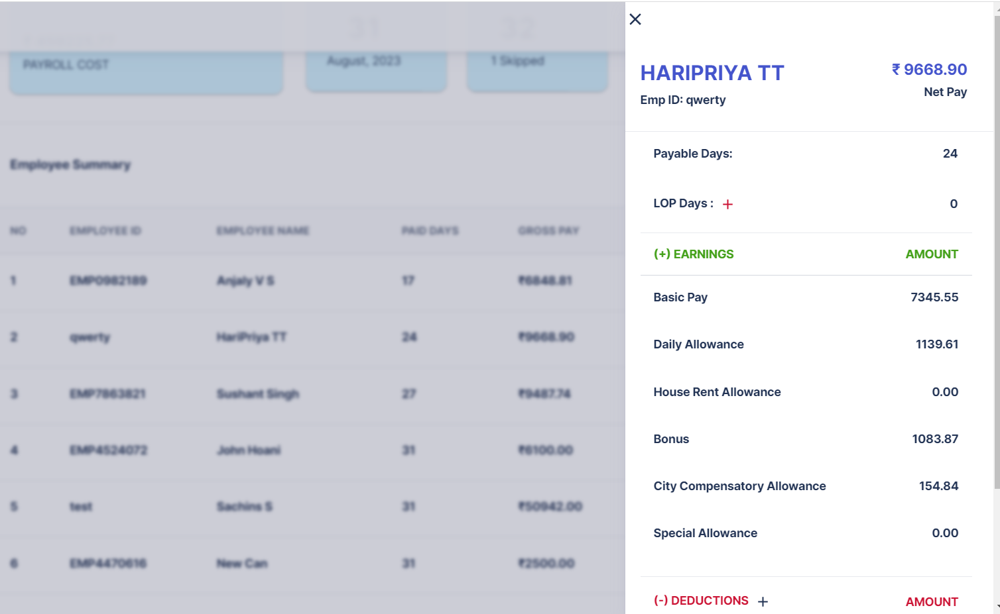 31
32
PAYROLL COST
August, 2023
1 Skipped
Employee Summary
NO EMPLOYEE ID EMPLOYEE NAME PAID DAYS GROSS PAY
1 EMP0982189 Anjaly V S 17 ₹6848.81
2 qwerty HariPriya TT 24 ₹9668.90
3 EMP7863821 Sushant Singh 27 ₹9487.74
4 EMP4524072 John Hoani 31 ₹6100.00
5 test Sachins S 31 ₹50942.00
6 EMP4470616 New Can 31 ₹2500.00
HARIPRIYA TT ₹ 9668.90
Emp ID: qwerty Net Pay
Payable Days: 24
LOP Days : + 0
(+) EARNINGS AMOUNT
Basic Pay 7345.55
Daily Allowance 1139.61
House Rent Allowance 0.00
Bonus 1083.87
City Compensatory Allowance 154.84
Special Allowance 0.00
(-) DEDUCTIONS + AMOUNT